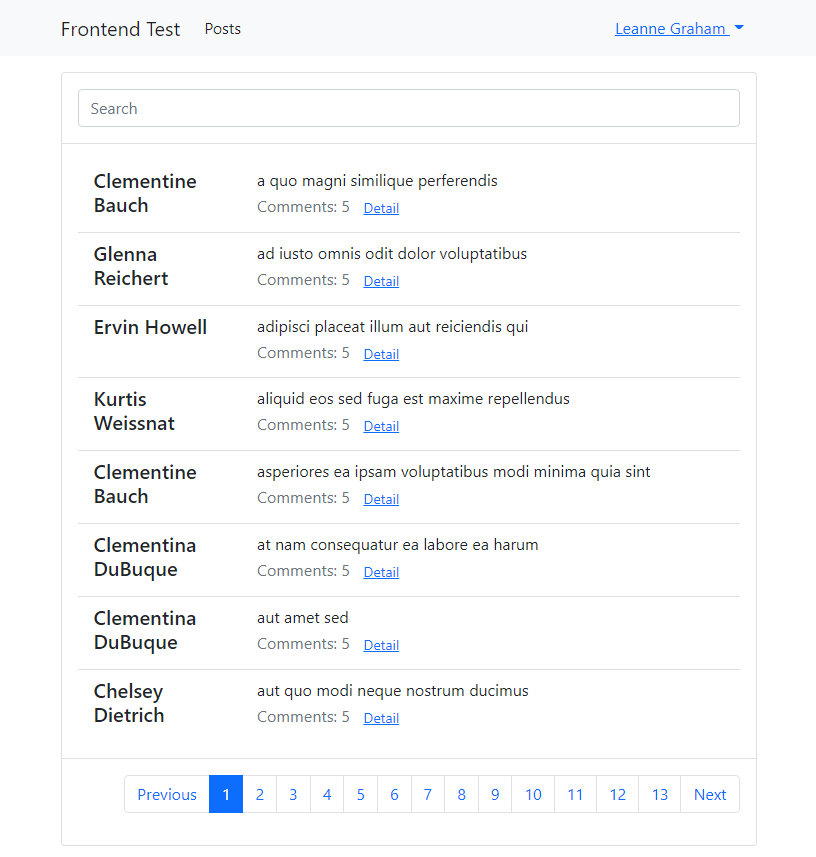 Frontend Test Posts Leanne Graham
Search
Clementine
Bauch
a quo magni similique perferendis
Comments: 5 Detail
Glenna
Reichert
ad iusto omnis odit dolor voluptatibus
Comments: 5 Detail
Ervin Howell
adipisci placeat illum aut reiciendis qui
Comments: 5 Detail
Kurtis
Weissnat
aliquid eos sed fuga est maxime repellendus
Comments: 5 Detail
Clementine
Bauch
asperiores ea ipsam voluptatibus modi minima quia sint
Comments: 5 Detail
Clementina
DuBuque
at nam consequatur ea labore ea harum
Comments: 5 Detail
Clementina
DuBuque
aut amet sed
Comments: 5 Detail
Chelsey
Dietrich
aut quo modi neque nostrum ducimus
Comments: 5 Detail
Previous 1 2 3 4 5 6 7 8 9 10 11 12 13 Next